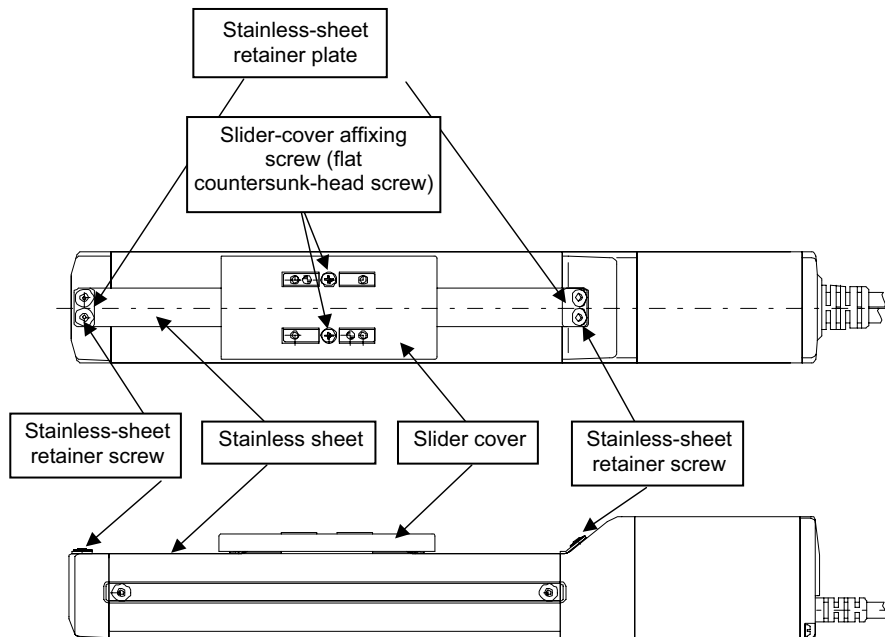 Stainless-sheet
retainer plate
Slider-cover affixing
screw (flat
countersunk-head screw)
Stainless-sheet
retainer screw
Stainless sheet
Slider cover
Stainless-sheet
retainer screw